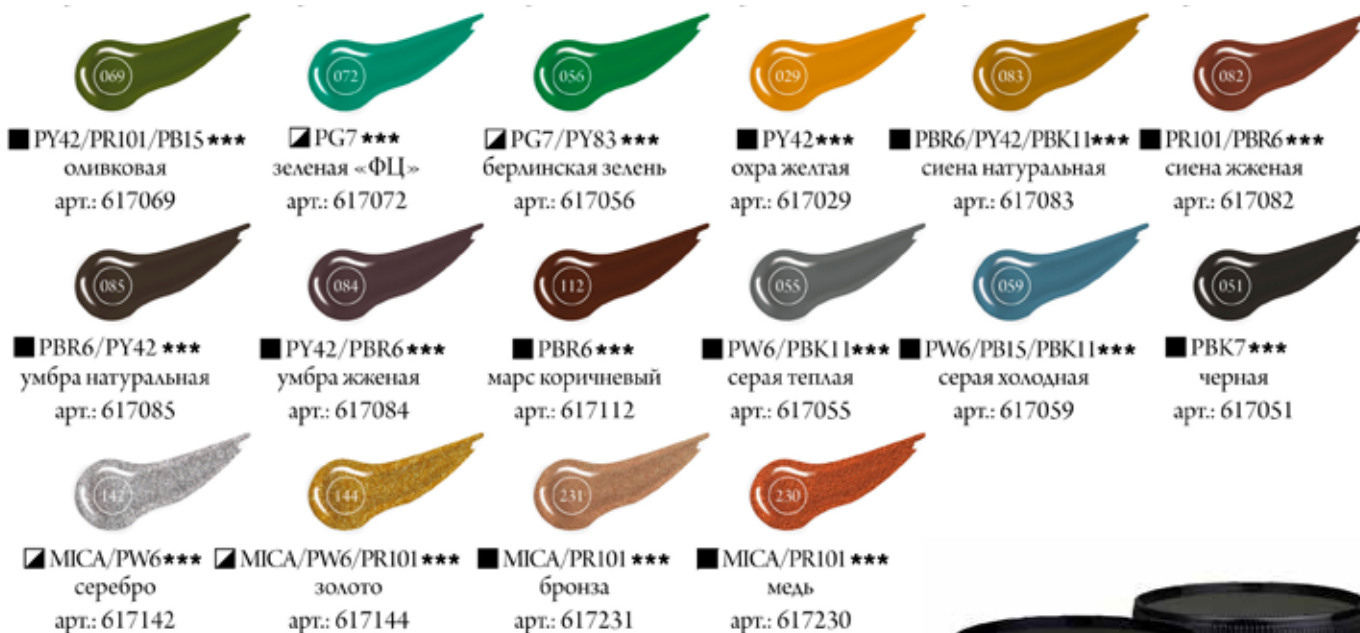 069 072 056 029 083 082
■ PY42/PR101/PB15 *** ◪ PG7 *** ◪ PG7/PY83 *** ■ PY42 *** ■ PBR6/PY42/PBK11 *** ■ PR101/PBR6 ***
оливковая зеленая «ФЦ» берлинская зелень охра желтая сиена натуральная сиена жженая
арт.: 617069 арт.: 617072 арт.: 617056 арт.: 617029 арт.: 617083 арт.: 617082
085 084 112 055 059 051
■ PBR6/PY42 *** ■ PY42/PBR6 *** ■ PBR6 *** ■ PW6/PBK11 *** ■ PW6/PB15/PBK11 *** ■ PBK7 ***
умбра натуральная умбра жженая марс коричневый серая теплая серая холодная черная
арт.: 617085 арт.: 617084 арт.: 617112 арт.: 617055 арт.: 617059 арт.: 617051
142 144 231 230
◪ MICA/PW6 *** ◪ MICA/PW6/PR101 *** ■ MICA/PR101 *** ■ MICA/PR101 ***
серебро золото бронза медь
арт.: 617142 арт.: 617144 арт.: 617231 арт.: 617230